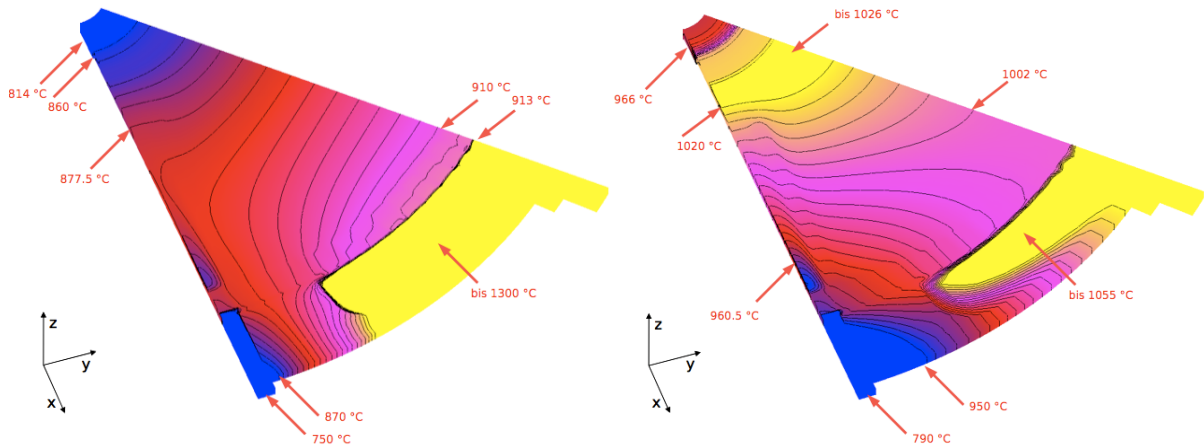 814 °C
860 °C
877.5 °C
910 °C
913 °C
bis 1300 °C
870 °C
750 °C
z
y
x
bis 1026 °C
966 °C
1002 °C
1020 °C
960.5 °C
bis 1055 °C
950 °C
790 °C
z
y
x